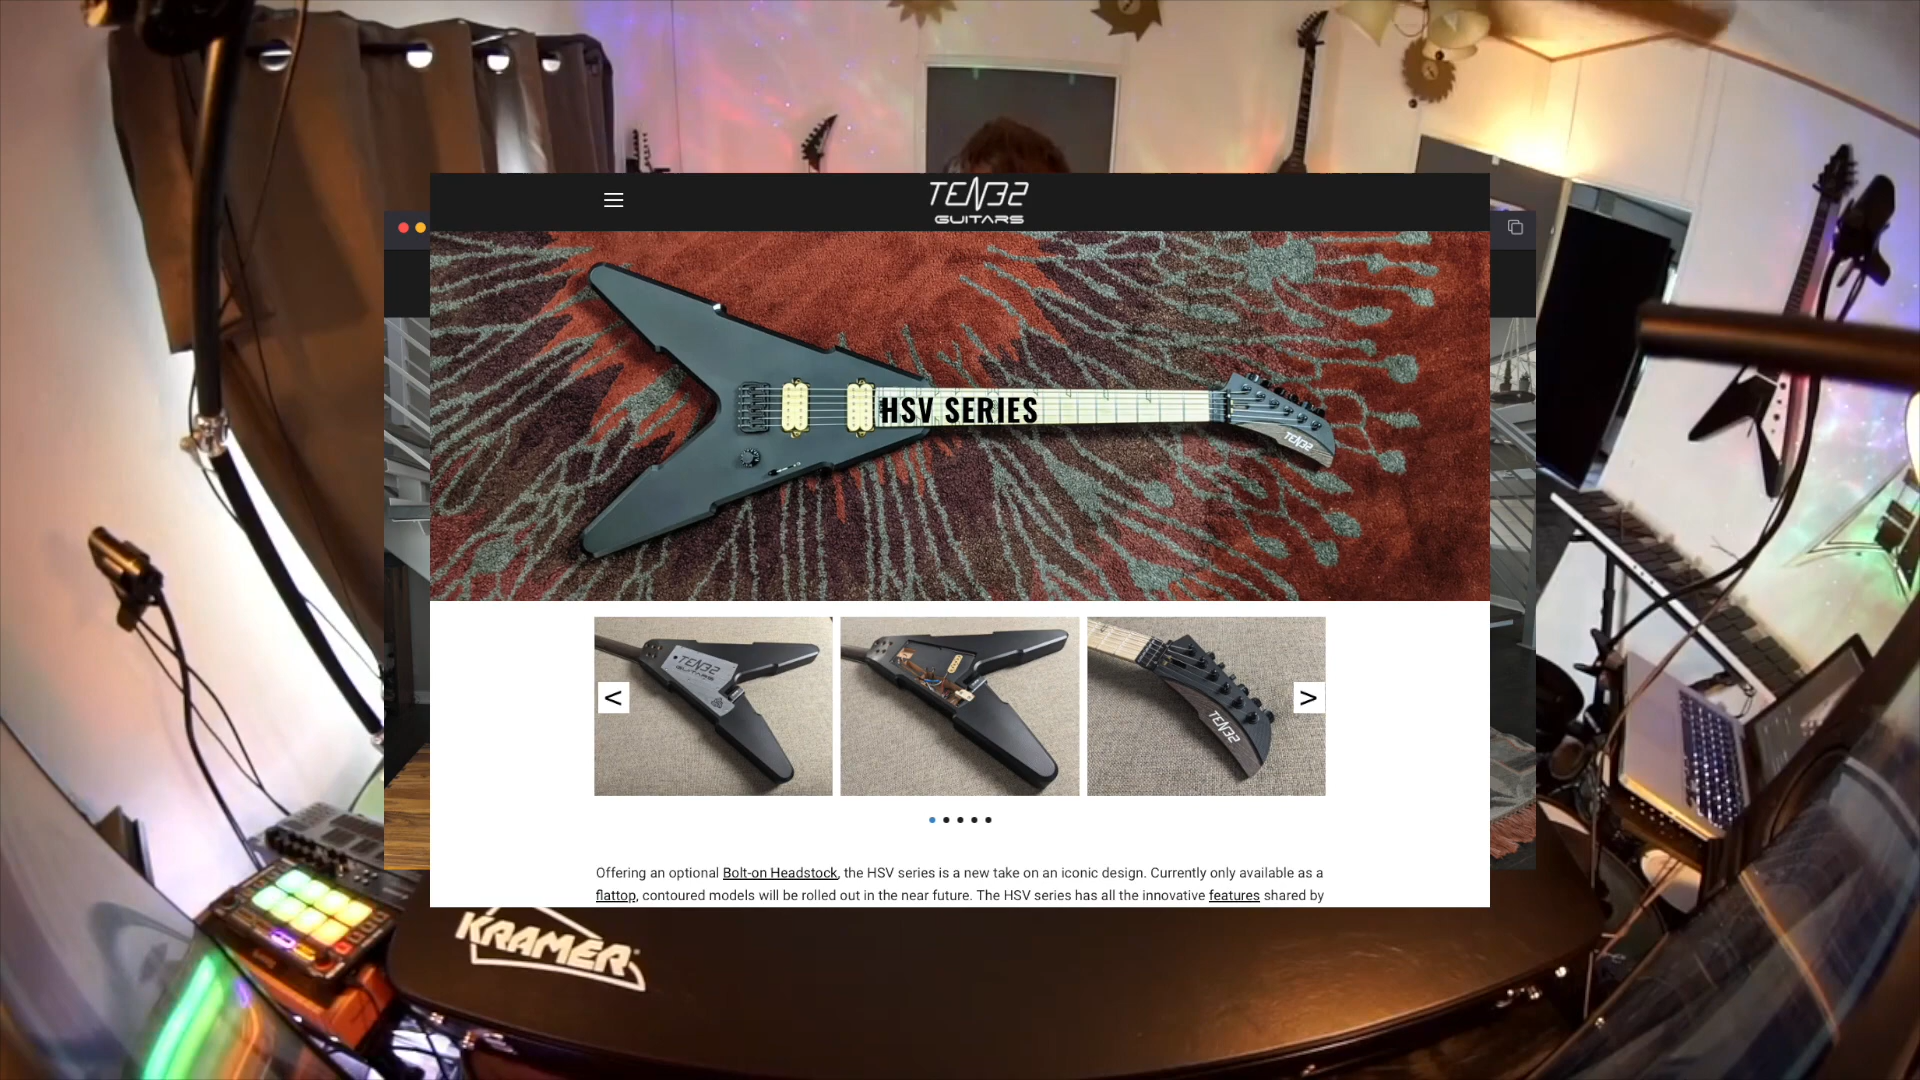 TEN32
GUITARS
HSV SERIES
TEN32
TEN32
GUITARS
TEN32
<
>
Offering an optional Bolt-on Headstock, the HSV series is a new take on an iconic design. Currently only available as a
flattop, contoured models will be rolled out in the near future. The HSV series has all the innovative features shared by
KRAMER